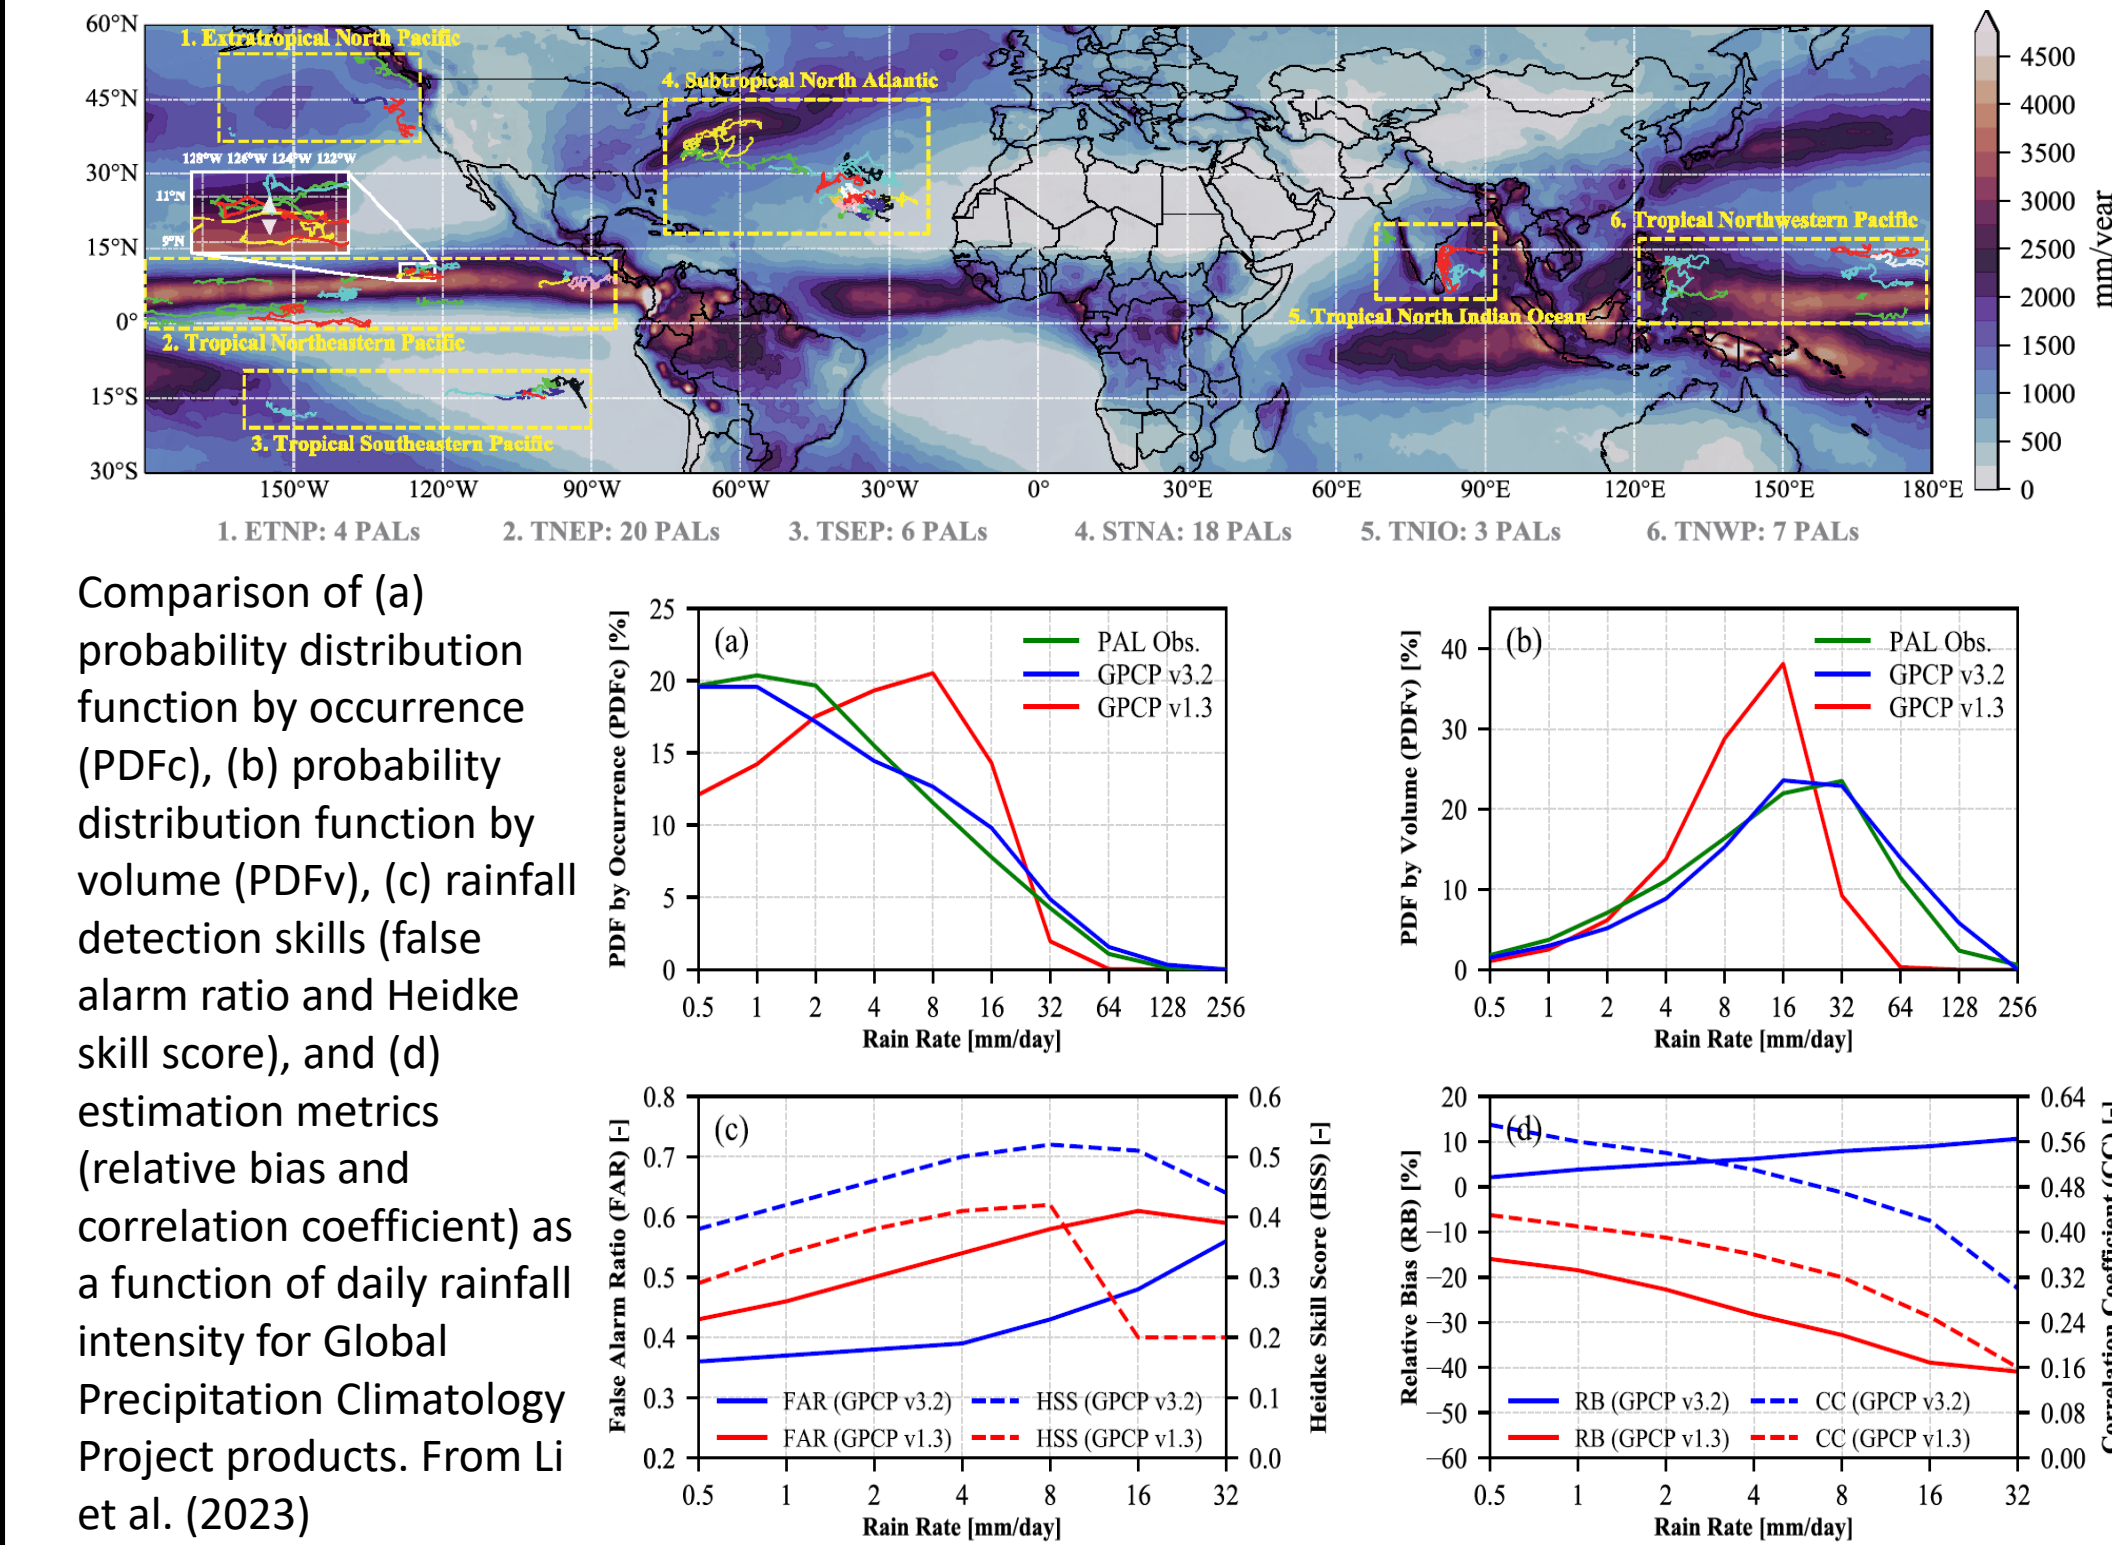 60°N
45°N
30°N
15°N
0°
15°S
30°S
1. Extratropical North Pacific
4. Subtropical North Atlantic
128°W 126°W 124°W 122°W
11°N
9°N
6. Tropical Northwestern Pacific
5. Tropical North Indian Ocean
2. Tropical Northeastern Pacific
3. Tropical Southeastern Pacific
150°W 120°W 90°W 60°W 30°W 0° 30°E 60°E 90°E 120°E 150°E 180°E
4500
4000
3500
3000
2500
2000
1500
1000
500
0
mm/year
1. ETNP: 4 PALs 2. TNEP: 20 PALs 3. TSEP: 6 PALs 4. STNA: 18 PALs 5. TNIO: 3 PALs 6. TNWP: 7 PALs
Comparison of (a)
probability distribution
function by occurrence
(PDFc), (b) probability
distribution function by
volume (PDFv), (c) rainfall
detection skills (false
alarm ratio and Heidke
skill score), and (d)
estimation metrics
(relative bias and
correlation coefficient) as
a function of daily rainfall
intensity for Global
Precipitation Climatology
Project products. From Li
et al. (2023)
(a)
PAL Obs.
GPCP v3.2
GPCP v1.3
PDF by Occurrence (PDFc) [%]
25
20
15
10
5
0
0.5 1 2 4 8 16 32 64 128 256
Rain Rate [mm/day]
(b)
PAL Obs.
GPCP v3.2
GPCP v1.3
PDF by Volume (PDFv) [%]
40
30
20
10
0
0.5 1 2 4 8 16 32 64 128 256
Rain Rate [mm/day]
(c)
False Alarm Ratio (FAR) [-]
0.8
0.7
0.6
0.5
0.4
0.3
0.2
Heidke Skill Score (HSS) [-]
0.6
0.5
0.4
0.3
0.2
0.1
0.0
FAR (GPCP v3.2) HSS (GPCP v3.2)
FAR (GPCP v1.3) HSS (GPCP v1.3)
0.5 1 2 4 8 16 32
Rain Rate [mm/day]
(d)
Relative Bias (RB) [%]
20
10
0
−10
−20
−30
−40
−50
−60
Correlation Coefficient (CC) [-]
0.64
0.56
0.48
0.40
0.32
0.24
0.16
0.08
0.00
RB (GPCP v3.2) CC (GPCP v3.2)
RB (GPCP v1.3) CC (GPCP v1.3)
0.5 1 2 4 8 16 32
Rain Rate [mm/day]